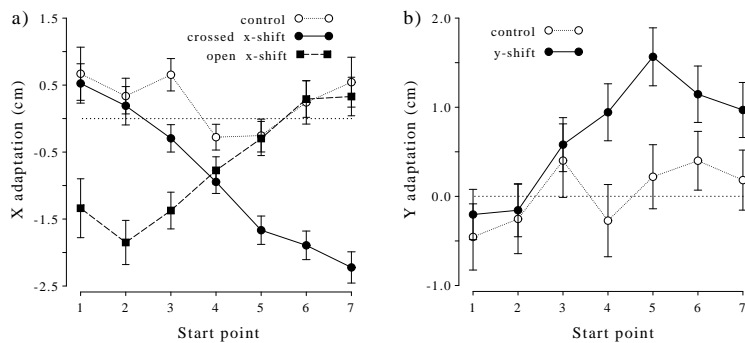 a)
control
crossed x-shift
open x-shift
X adaptation (cm)
1.5
0.5
-0.5
-1.5
-2.5
1 2 3 4 5 6 7
Start point
b)
control
y-shift
Y adaptation (cm)
2.0
1.0
0.0
-1.0
1 2 3 4 5 6 7
Start point